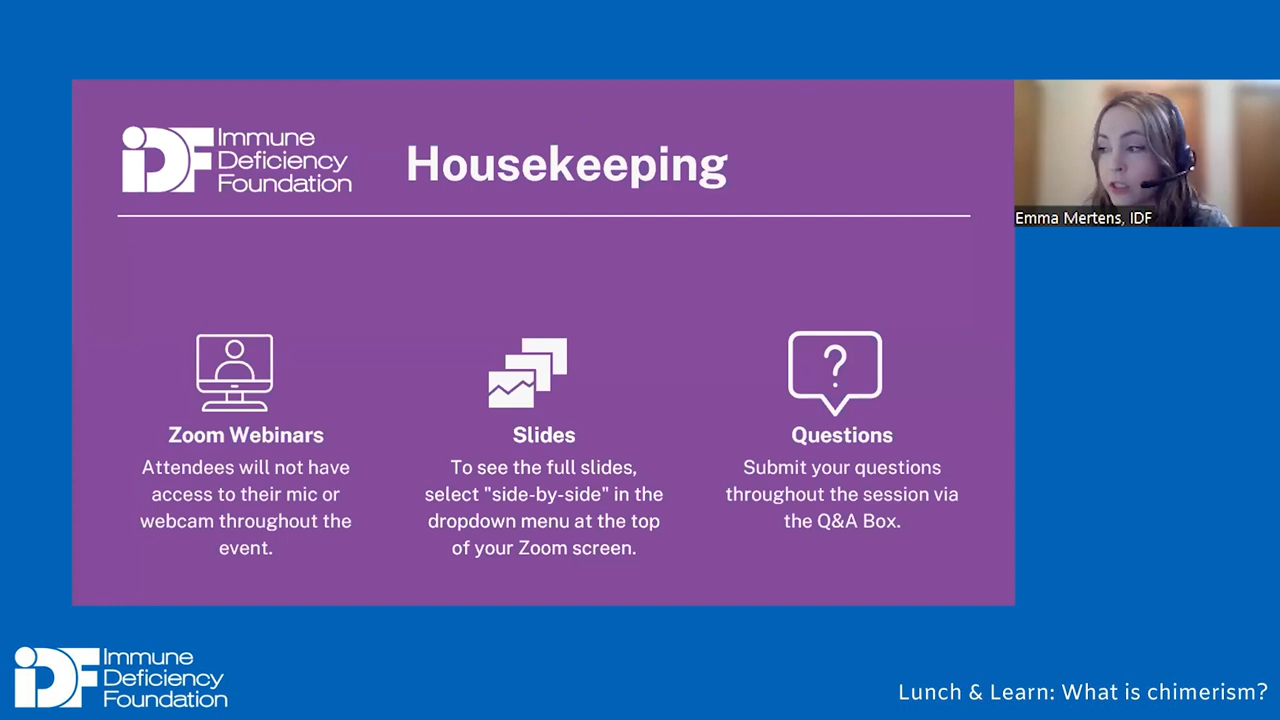 Immune
Deficiency
Foundation
IDF
Housekeeping
Emma Mertens, IDF
?
Zoom Webinars
Attendees will not have
access to their mic or
webcam throughout the
event.
Slides
To see the full slides,
select "side-by-side" in the
dropdown menu at the top
of your Zoom screen.
Questions
Submit your questions
throughout the session via
the Q&A Box.
IDF
Immune
Deficiency
Foundation
Lunch & Learn: What is chimerism?